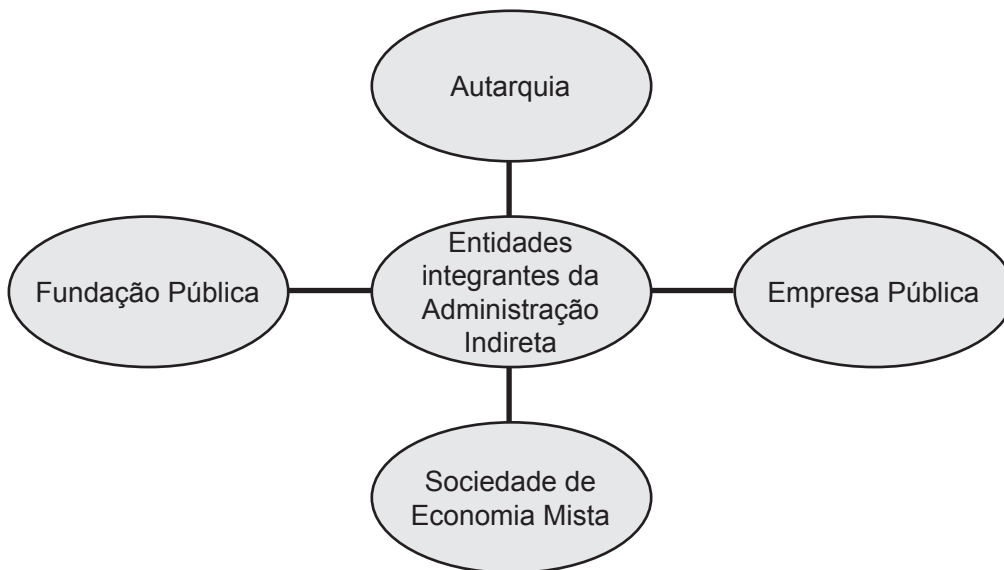 Autarquia
Fundação Pública
Entidades
integrantes da
Administração
Indireta
Empresa Pública
Sociedade de
Economia Mista